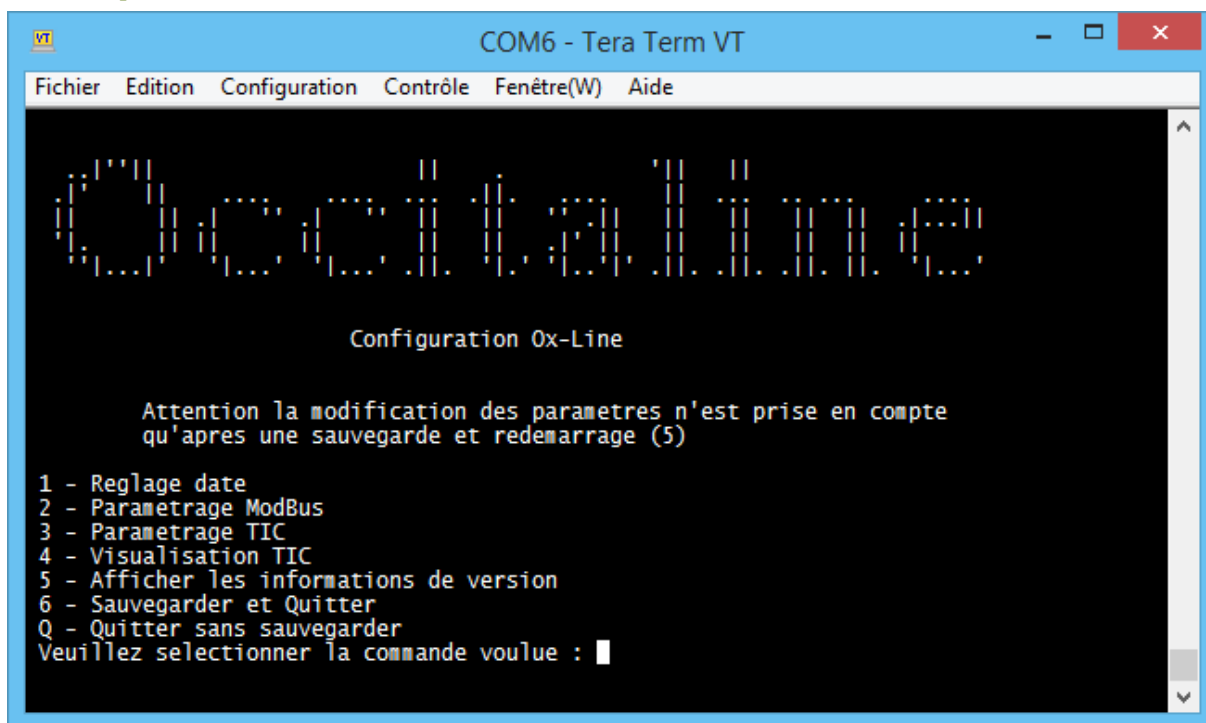 COM6 - Tera Term VT
Fichier Edition Configuration Contrôle Fenêtre(W) Aide
Occitaline
Configuration Ox-Line
Attention la modification des parametres n'est prise en compte
qu'apres une sauvegarde et redemarrage (5)
1 - Reglage date
2 - Parametrage ModBus
3 - Parametrage TIC
4 - Visualisation TIC
5 - Afficher les informations de version
6 - Sauvegarder et Quitter
Q - Quitter sans sauvegarder
Veuillez selectionner la commande voulue :